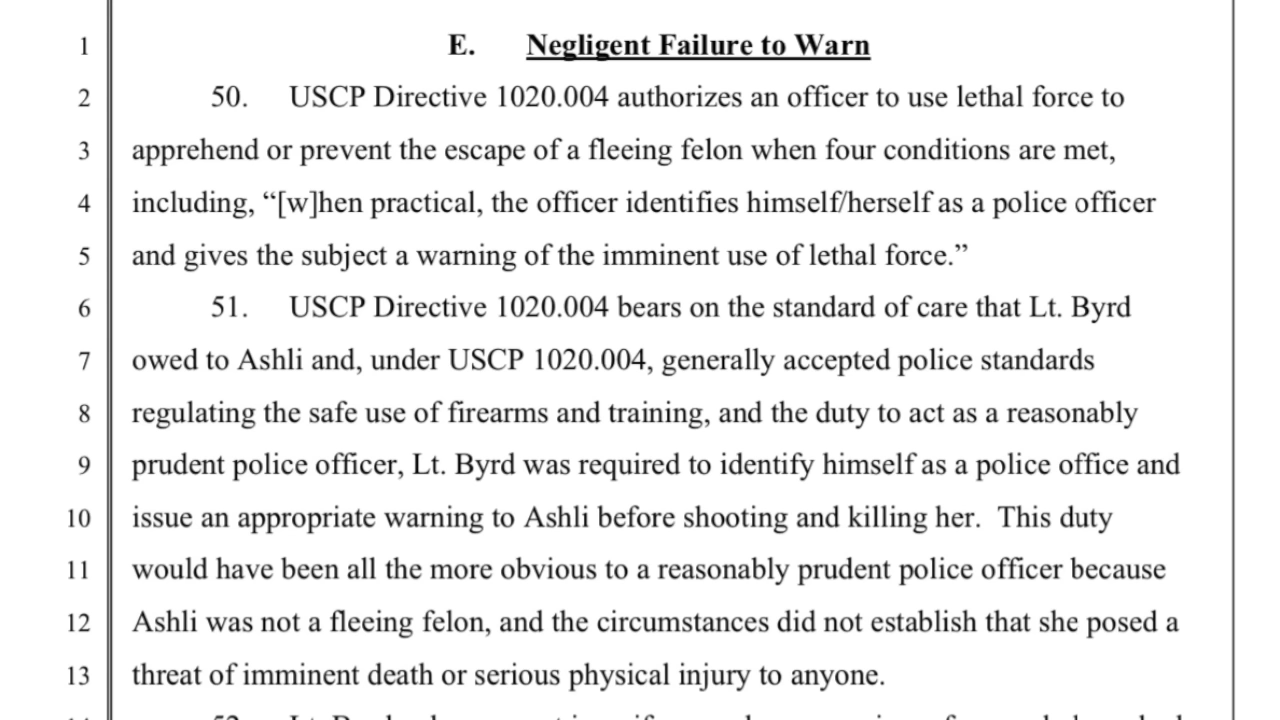 1 E. Negligent Failure to Warn
2 50. USCP Directive 1020.004 authorizes an officer to use lethal force to
3 apprehend or prevent the escape of a fleeing felon when four conditions are met,
4 including, “[w]hen practical, the officer identifies himself/herself as a police officer
5 and gives the subject a warning of the imminent use of lethal force.”
6 51. USCP Directive 1020.004 bears on the standard of care that Lt. Byrd
7 owed to Ashli and, under USCP 1020.004, generally accepted police standards
8 regulating the safe use of firearms and training, and the duty to act as a reasonably
9 prudent police officer, Lt. Byrd was required to identify himself as a police office and
10 issue an appropriate warning to Ashli before shooting and killing her. This duty
11 would have been all the more obvious to a reasonably prudent police officer because
12 Ashli was not a fleeing felon, and the circumstances did not establish that she posed a
13 threat of imminent death or serious physical injury to anyone.